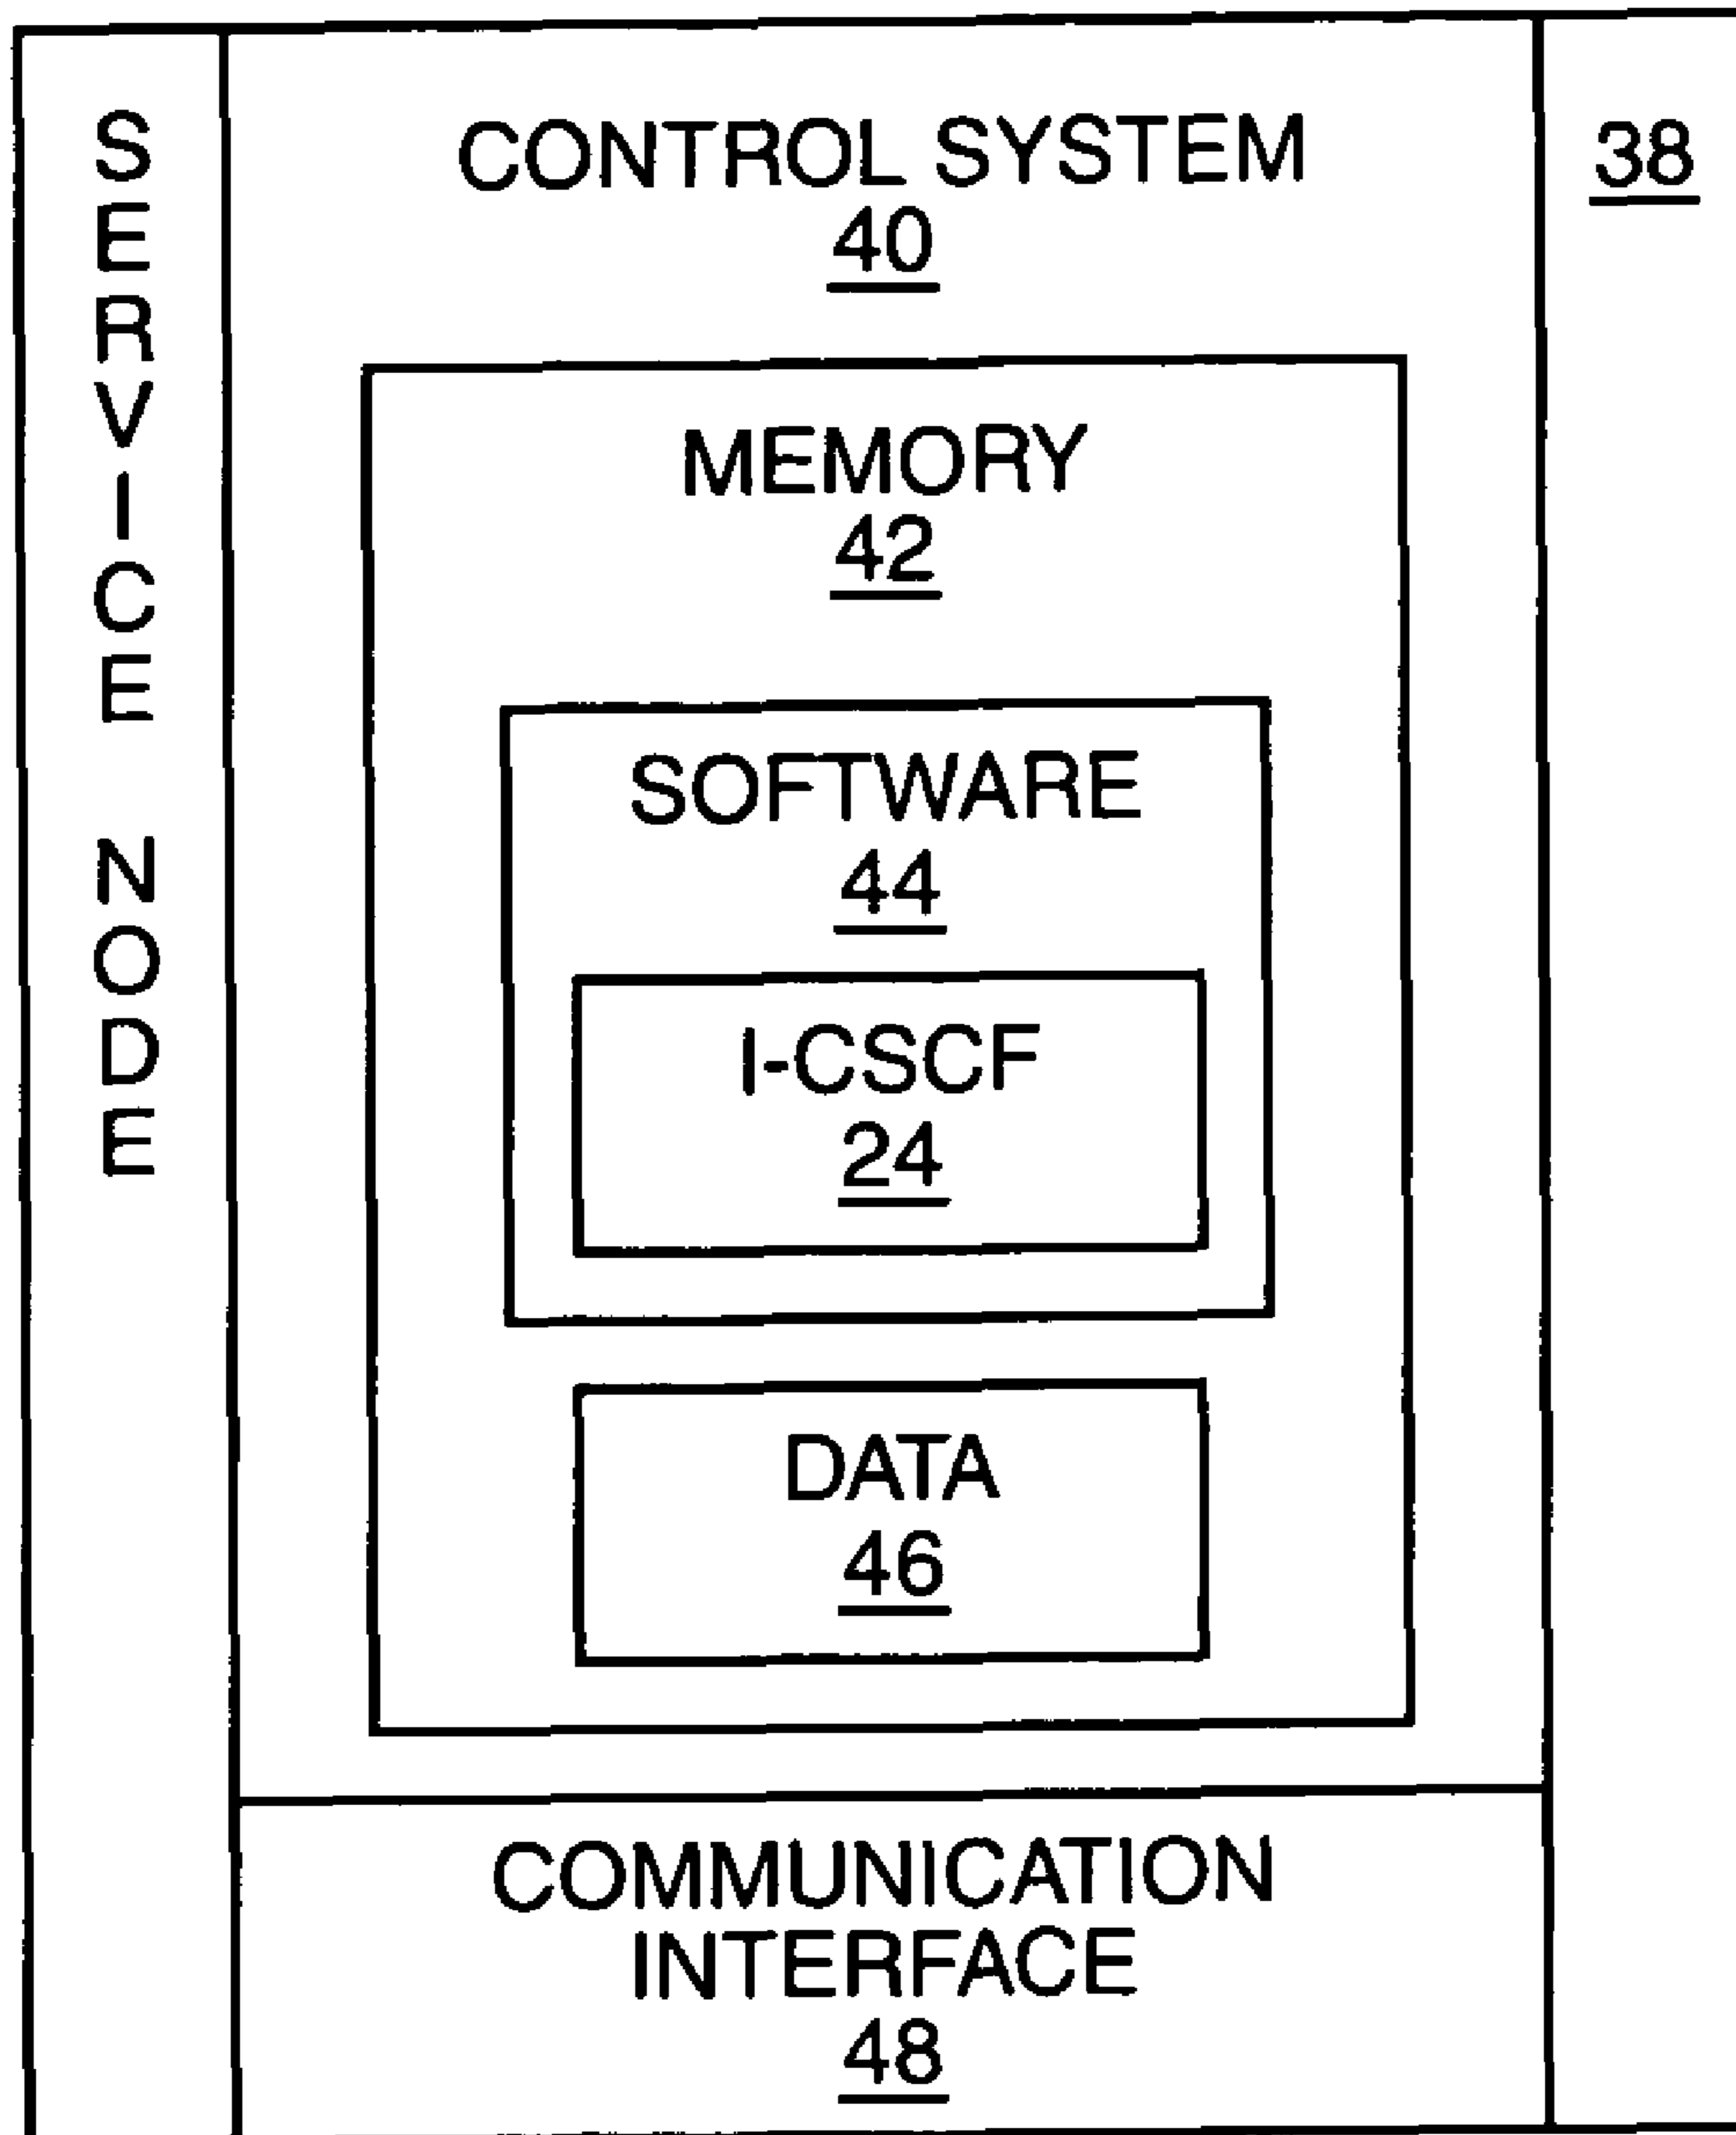 SERVICE NODE
CONTROL SYSTEM
40
38
MEMORY
42
SOFTWARE
44
I-CSCF
24
DATA
46
COMMUNICATION
INTERFACE
48